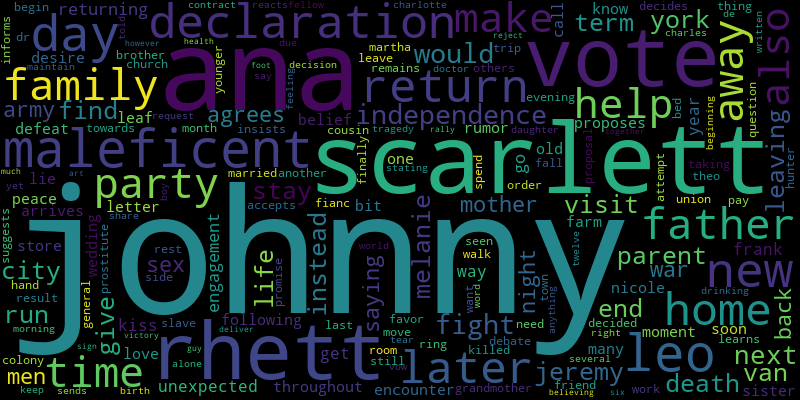 begin
returning
declaration
make
york
know
decides
de
fellow
reacts
contract
charlotte
told
due
however
health
charles
written
thing
call
day
dr
trip
term
informs
desire
brother
church
younger
foot
say
decision
feeling
martha
leave
remains
doctor
others
would
reject
maintain
family
ana
vote
away
also
army
find
leaf
agrees
return
independence
evening
help
question
bed
year
beginning
defeat
towards
month
request
insists
belief
cousin
tragedy
rally
daughter
together
proposes
rumor
stating
finally
one
go
old
fall
order
proposal
attempt
taking
theo
leaving
hunter
maleficent
scarlett
much
yet
art
lie
boy
married
another
fianc
bit
spend
union
pay
peace
party
letter
stay
mother
farm
visit
father
arrives
accepts
share
wedding
prostitute
suggests
store
johnny
rest
side
sex
kiss
engagement
life
promise
world
instead
saying
melanie
seen
walk
way
want
word
night
town
anything
twelve
parent
war
nicole
frank
new
city
hand
result
run
morning
general
give
slave
following
last
favor
move
need
decided
right
many
moment
soon
learns
drinking
home
back
end
fight
ring
debate
killed
several
colony
men
time
love
victory
deliver
rhett
get
room
still
tear
vow
later
jeremy
leo
next
van
keep
sends
sign
birth
guy
alone
unexpected
throughout
encounter
grandmother
friend
believing
six
work
death
sister